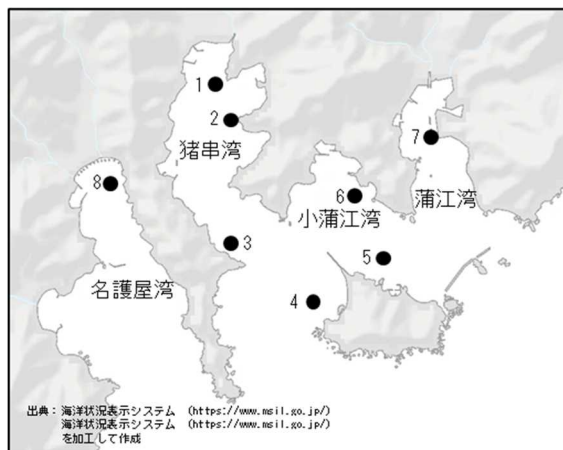 1
2
猪串湾
7
8
6
蒲江湾
小蒲江湾
3
5
名護屋湾
4
出典：海洋状況表示システム （https://www.msil.go.jp/）
海洋状況表示システム （https://www.msil.go.jp/）
を加工して作成